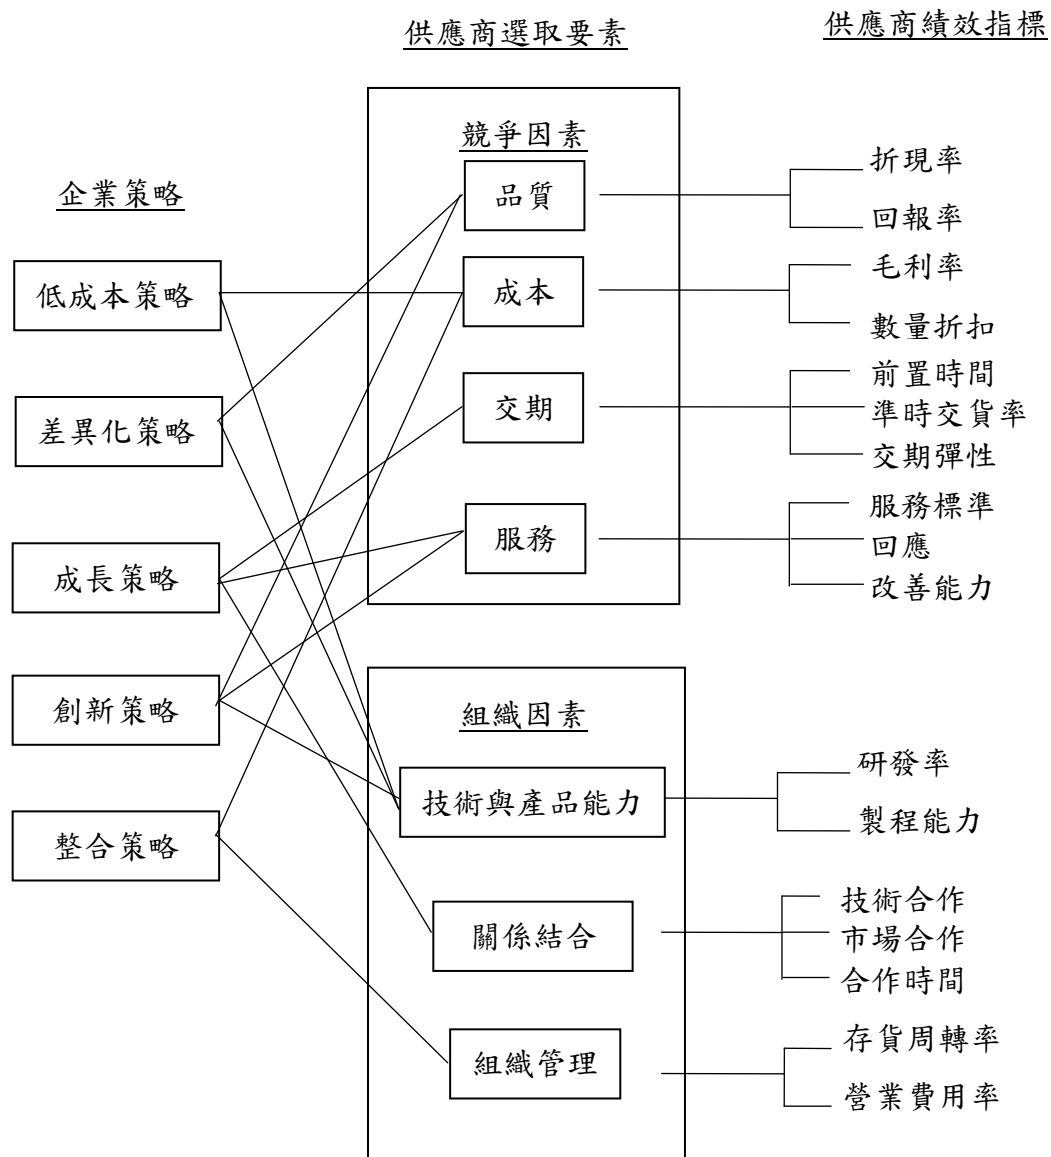 供應商選取要素
供應商績效指標
企業策略
低成本策略
差異化策略
成長策略
創新策略
整合策略
競爭因素
品質
成本
交期
服務
組織因素
技術與產品能力
關係結合
組織管理
折現率
回報率
毛利率
數量折扣
前置時間
準時交貨率
交期彈性
服務標準
回應
改善能力
研發率
製程能力
技術合作
市場合作
合作時間
存貨周轉率
營業費用率